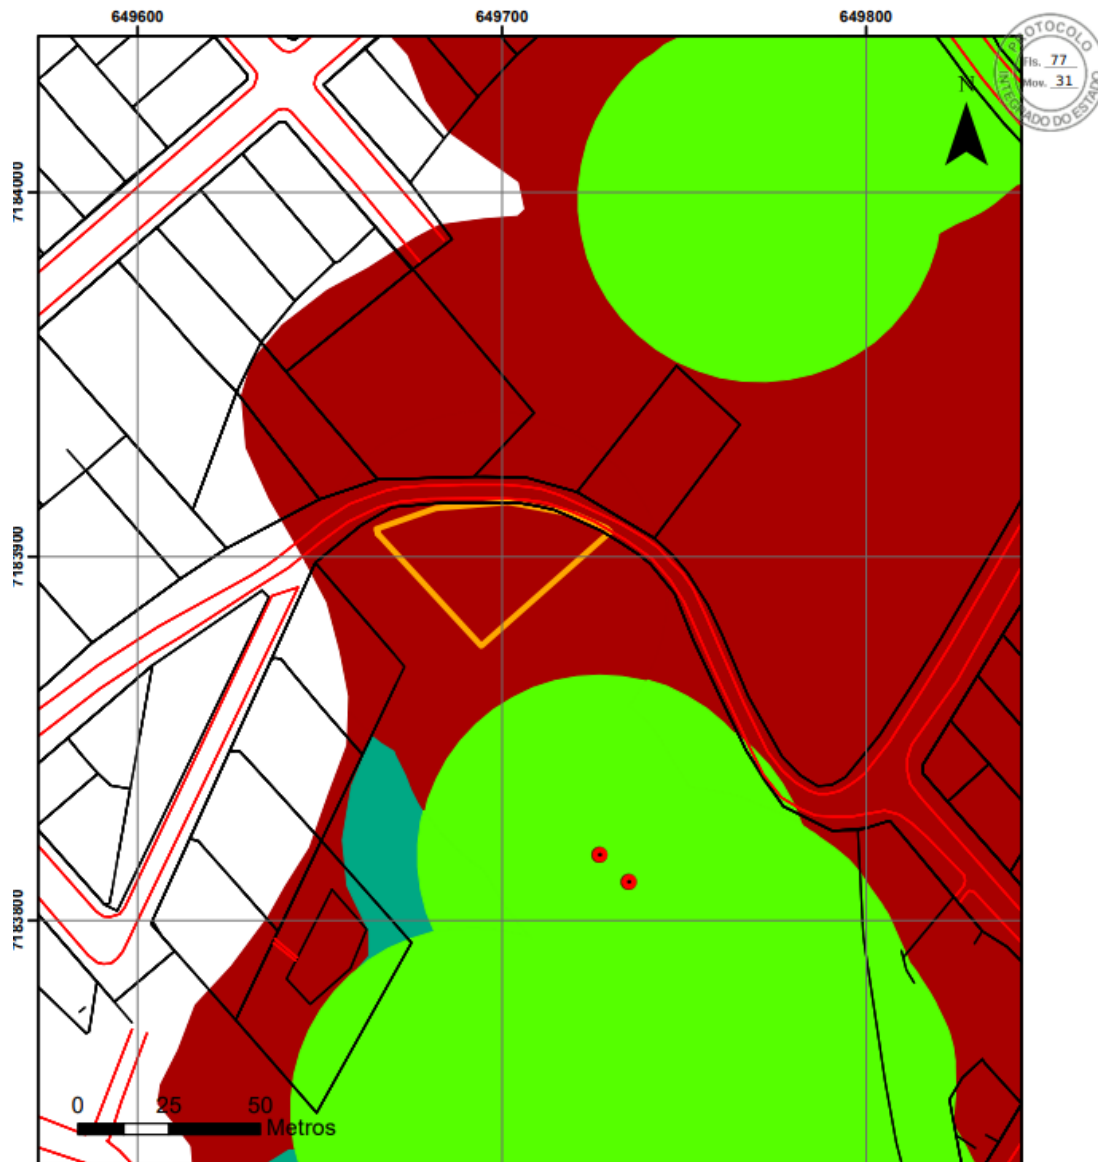 649600 649700 649800
PROTOCOLO
Fls. 77
Mov. 31
INTEGRADO DO ESTADO
N
7184000
7183900
7183800
0 25 50
Metros